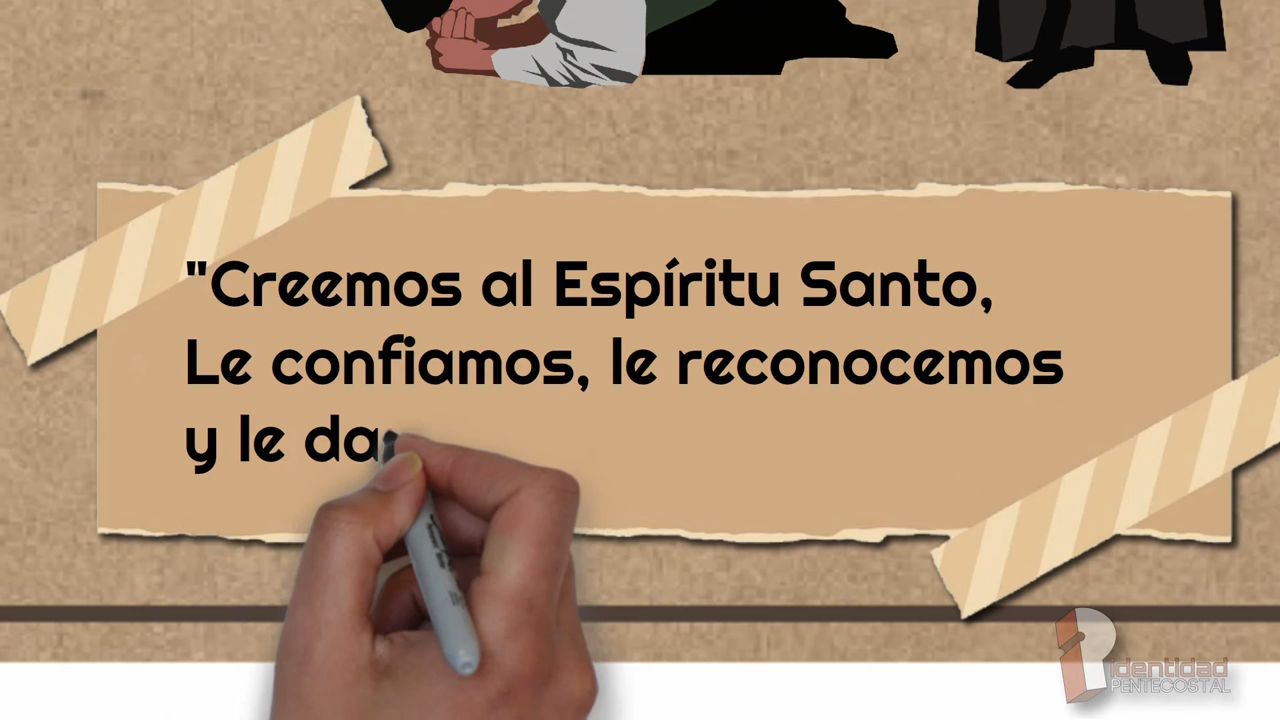 "Creemos al Espíritu Santo,
Le confiamos, le reconocemos
y le da
identidad
PENTECOSTAL